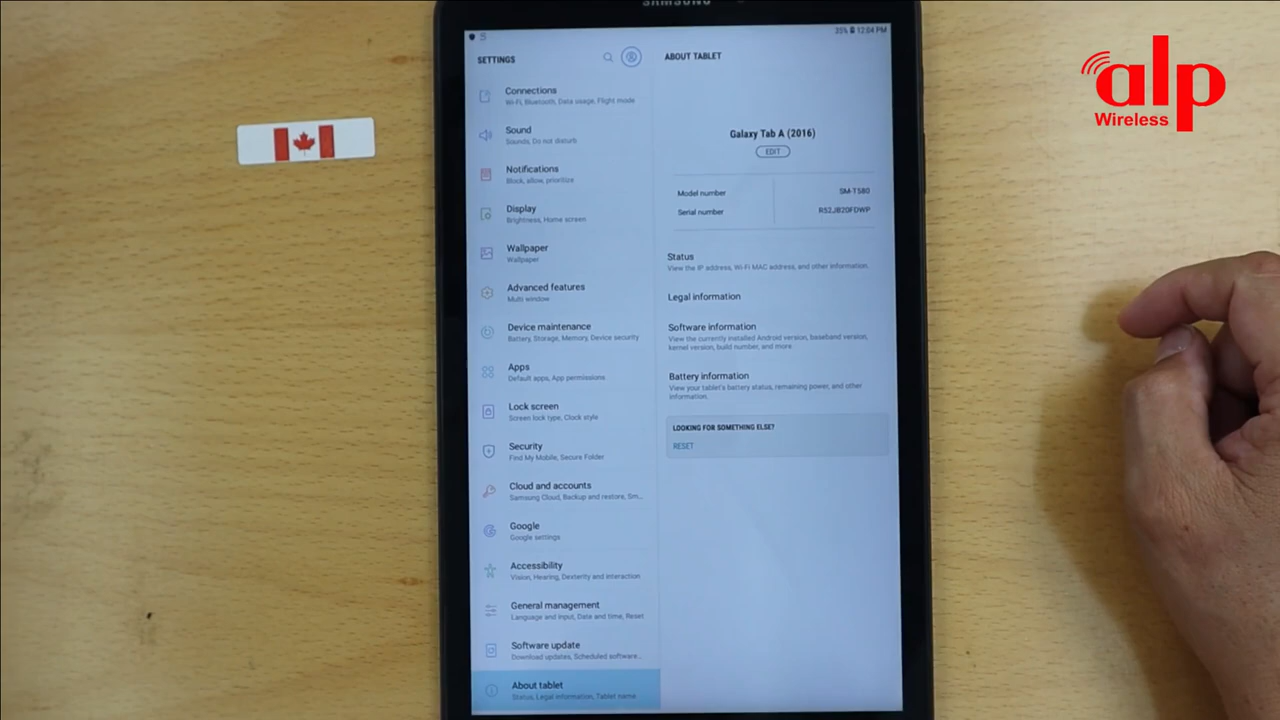 SAMSUNG
35% 12:04 PM
SETTINGS
Connections
Wi-Fi, Bluetooth, Data usage, Flight mode
Sound
Sounds, Do not disturb
Notifications
Block, allow, prioritize
Display
Brightness, Home screen
Wallpaper
Wallpaper
Advanced features
Multi window
Device maintenance
Battery, Storage, Memory, Device security
Apps
Default apps, App permissions
Lock screen
Screen lock type, Clock style
Security
Find My Mobile, Secure Folder
Cloud and accounts
Samsung Cloud, Backup and restore, Sm...
Google
Google settings
Accessibility
Vision, Hearing, Dexterity and interaction
General management
Language and input, Date and time, Reset
Software update
Download updates, Scheduled software...
About tablet
Status, Legal information, Tablet name
ABOUT TABLET
Galaxy Tab A (2016)
EDIT
Model number SM-T580
Serial number R52JB20FDWP
Status
View the IP address, Wi-Fi MAC address, and other information.
Legal information
Software information
View the currently installed Android version, baseband version,
kernel version, build number, and more.
Battery information
View your tablet's battery status, remaining power, and other
information.
LOOKING FOR SOMETHING ELSE?
RESET
alp
Wireless